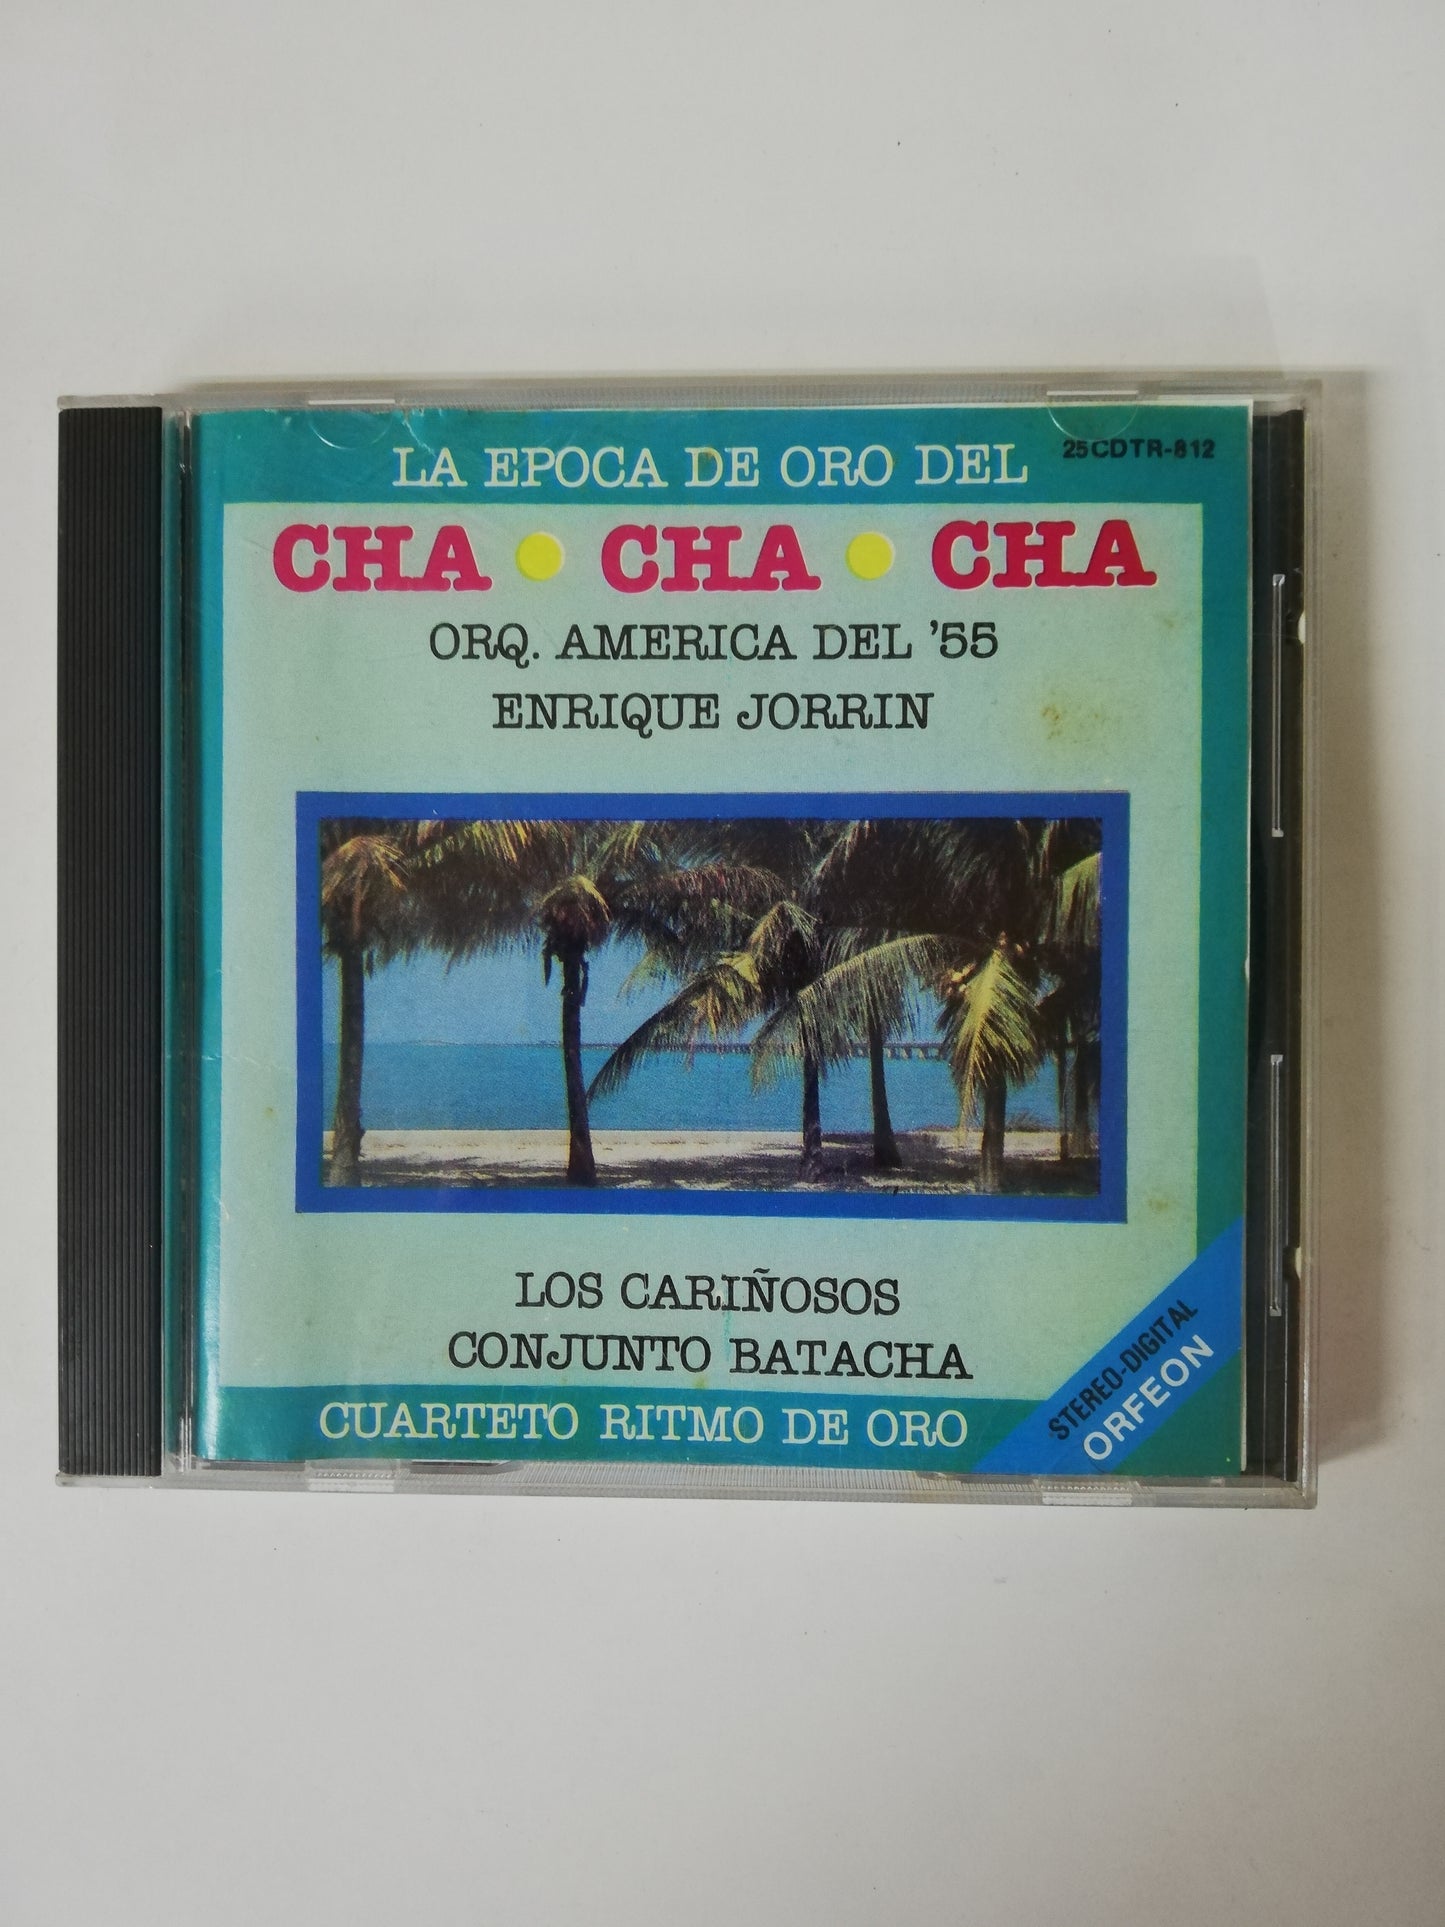 LA EPOCA DE ORO DEL
25CDTR-812
CHA • CHA • CHA
ORQ. AMERICA DEL '55
ENRIQUE JORRIN
LOS CARIÑOSOS
CONJUNTO BATACHA
CUARTETO RITMO DE ORO
STEREO-DIGITAL
ORFEON